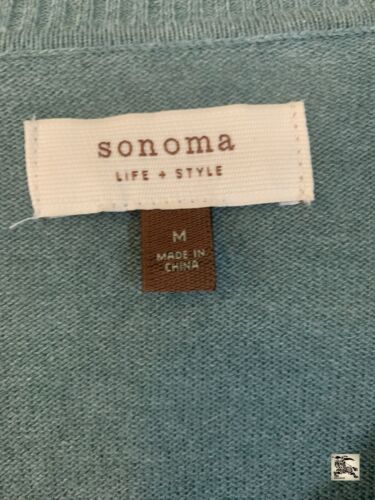 sonoma
LIFE + STYLE
M
MADE IN
CHINA